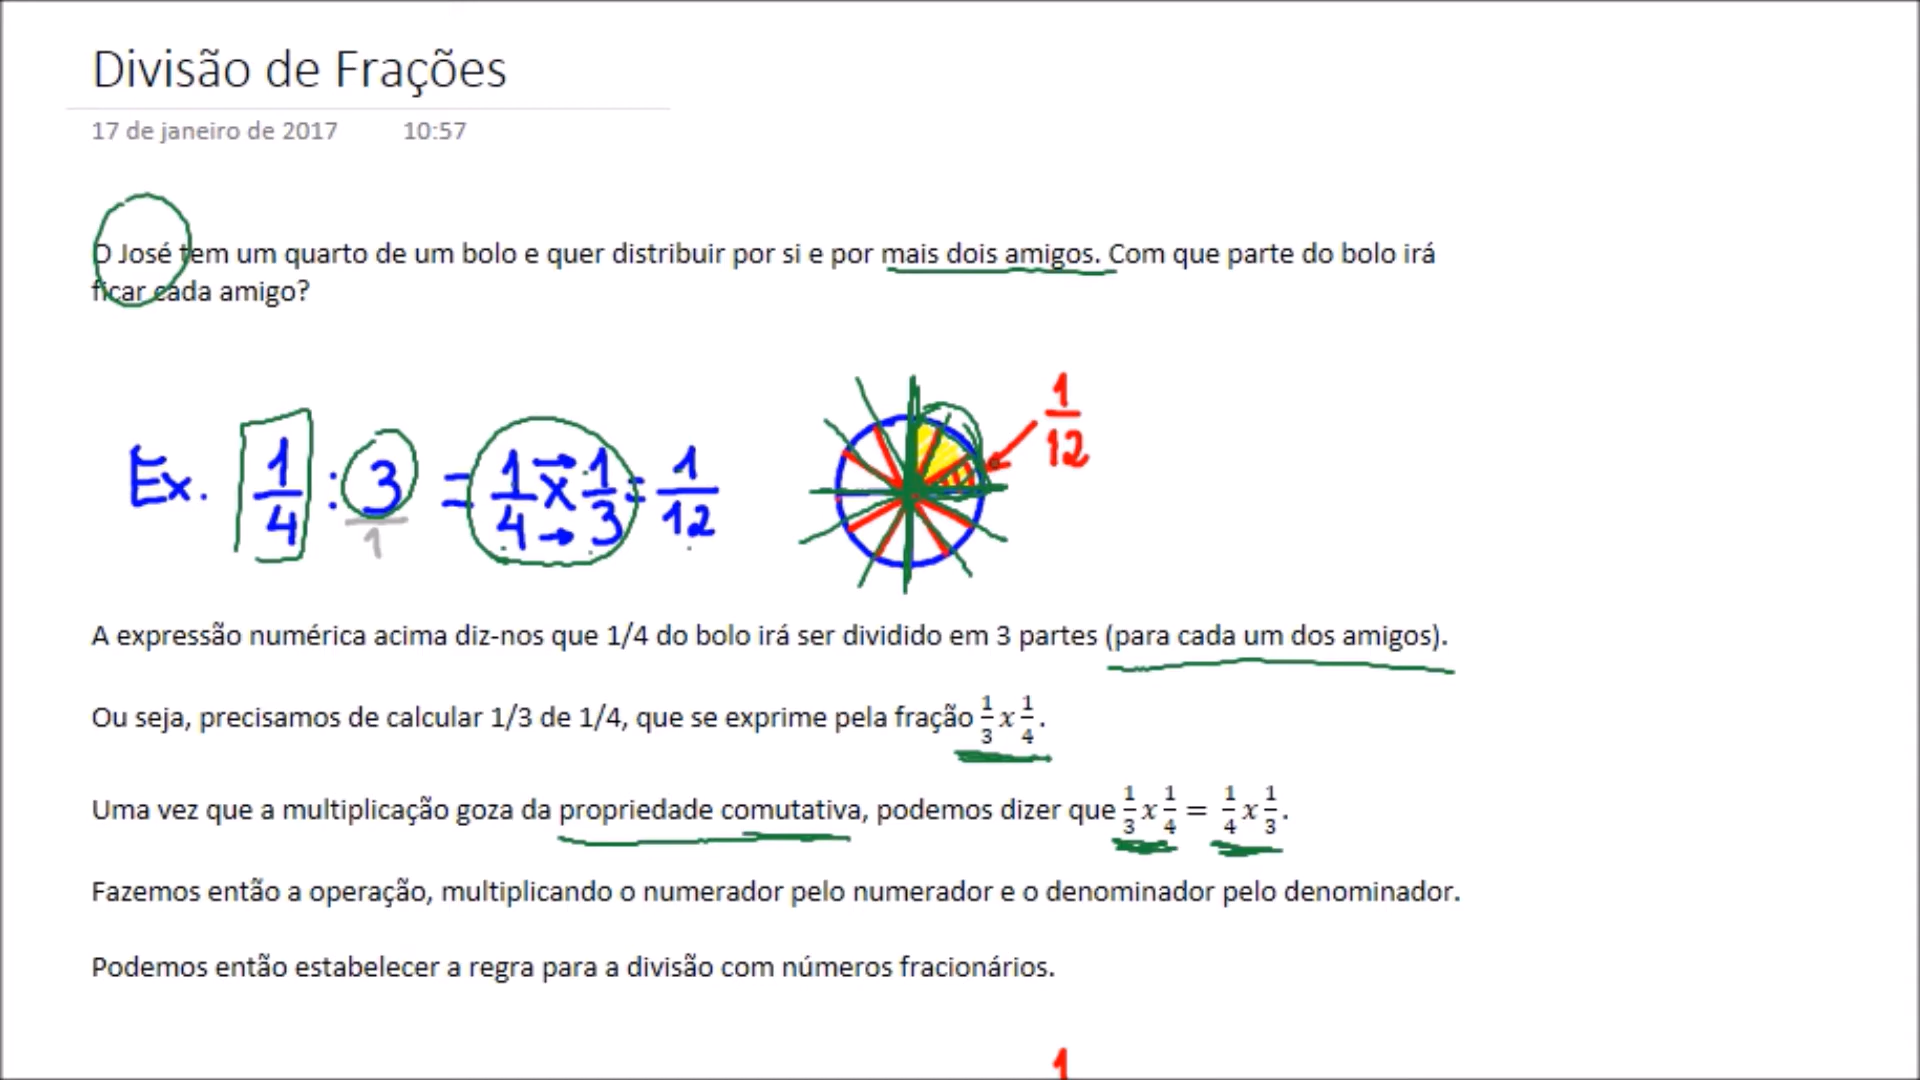 Divisão de Frações
17 de janeiro de 2017 10:57
O José tem um quarto de um bolo e quer distribuir por si e por mais dois amigos. Com que parte do bolo irá
ficar cada amigo?
Ex. 1/4 : 3/1 = 1/4 x 1/3 = 1/12
1/12
A expressão numérica acima diz-nos que 1/4 do bolo irá ser dividido em 3 partes (para cada um dos amigos).
Ou seja, precisamos de calcular 1/3 de 1/4, que se exprime pela fração 1/3 x 1/4.
Uma vez que a multiplicação goza da propriedade comutativa, podemos dizer que 1/3 x 1/4 = 1/4 x 1/3.
Fazemos então a operação, multiplicando o numerador pelo numerador e o denominador pelo denominador.
Podemos então estabelecer a regra para a divisão com números fracionários.
1